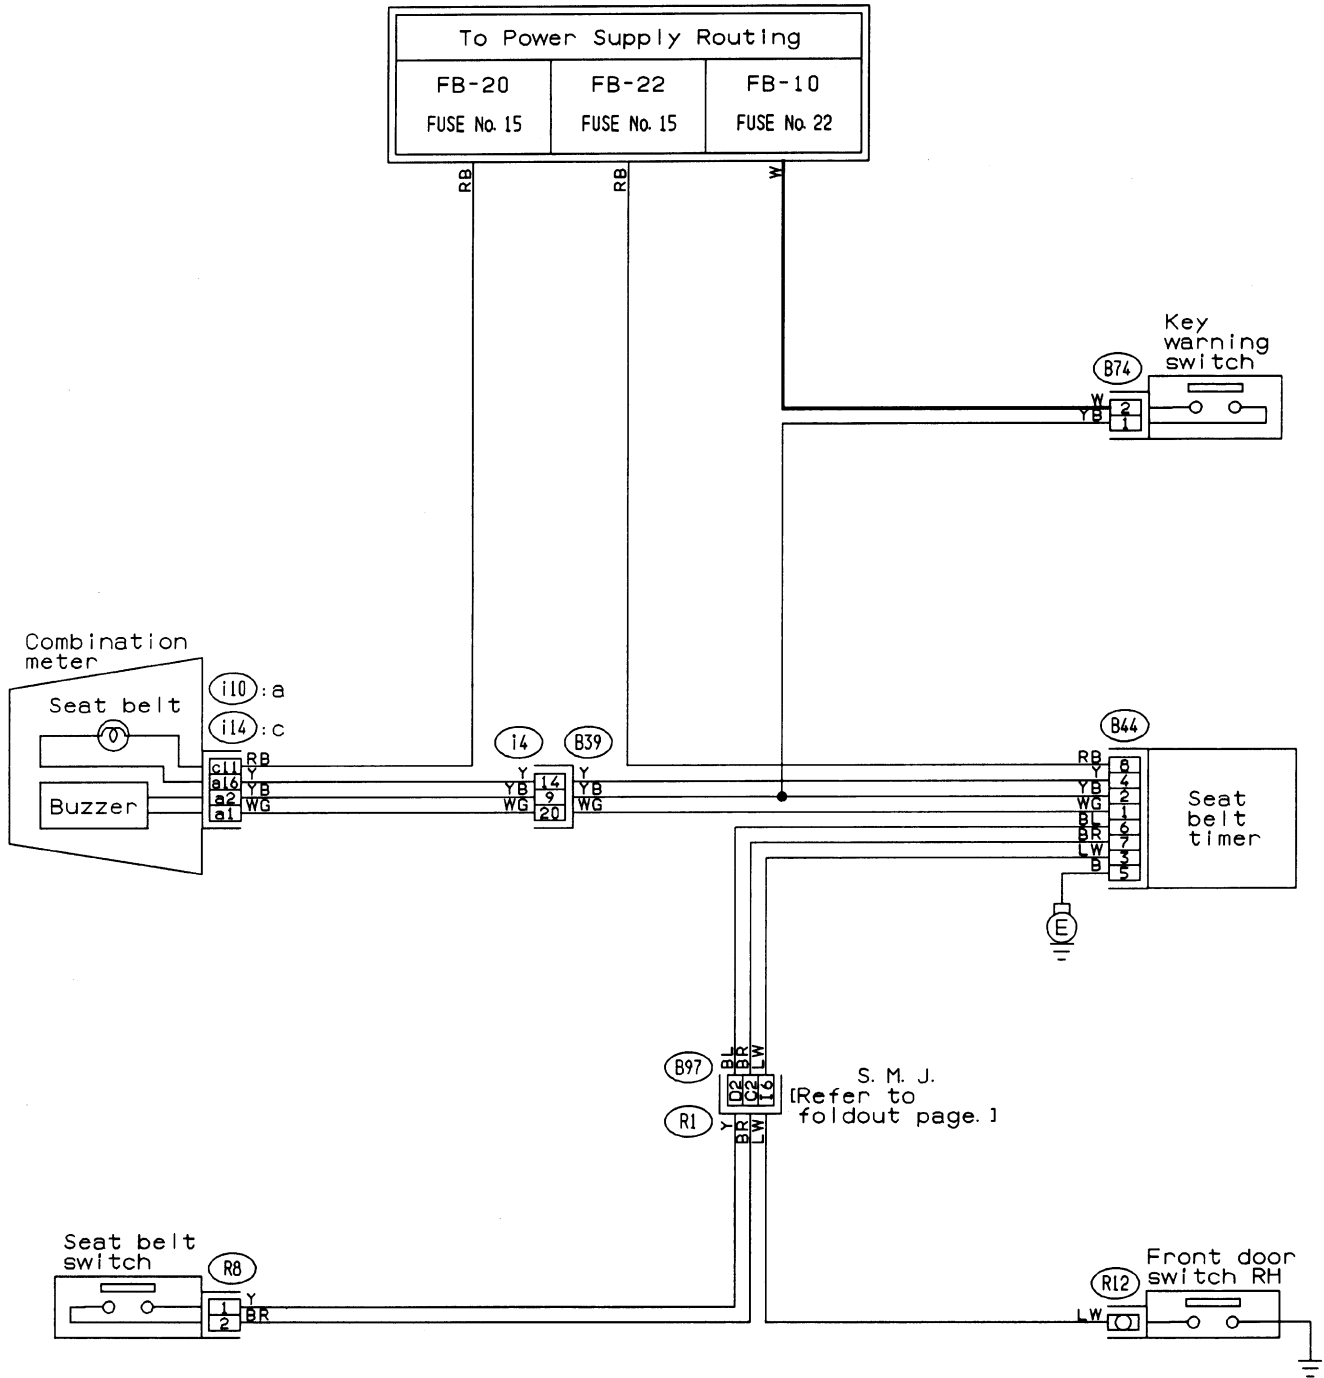 To Power Supply Routing
FB-20
FUSE No. 15
FB-22
FUSE No. 15
FB-10
FUSE No. 22
RB
RB
W
Key
warning
switch
B74
W
YB
2
1
Combination
meter
Seat belt
Buzzer
i10 : a
i14 : c
c11
a16
a2
a1
RB
Y
YB
WG
i4
B39
Y
YB
WG
14
9
20
Y
YB
WG
B44
RB
Y
YB
WG
BL
BR
LW
B
8
4
2
1
6
7
3
5
Seat
belt
timer
E
B97
R1
BL
BR
LW
D2
C2
I6
Y
BR
LW
S. M. J.
[Refer to
foldout page. ]
Seat belt
switch
R8
1
2
Y
BR
Front door
switch RH
R12
LW